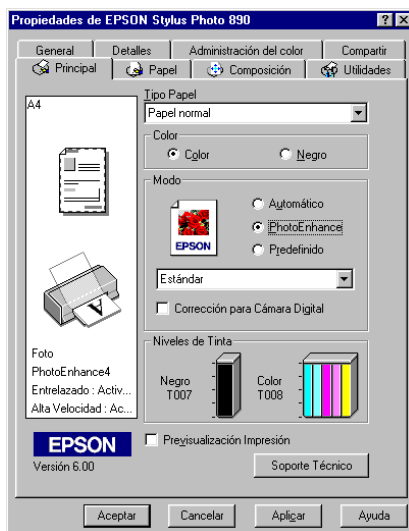 Propiedades de EPSON Stylus Photo 890
General Detalles Administración del color Compartir
Principal Papel Composición Utilidades
A4
Tipo Papel
Papel normal
Color
Color Negro
Modo
Automático
PhotoEnhance
Predefinido
EPSON
Estándar
Corrección para Cámara Digital
Foto
PhotoEnhance4
Entrelazado : Activ...
Alta Velocidad : Ac...
Niveles de Tinta
Negro
T007
Color
T008
EPSON
Versión 6.00
Previsualización Impresión
Soporte Técnico
Aceptar Cancelar Aplicar Ayuda